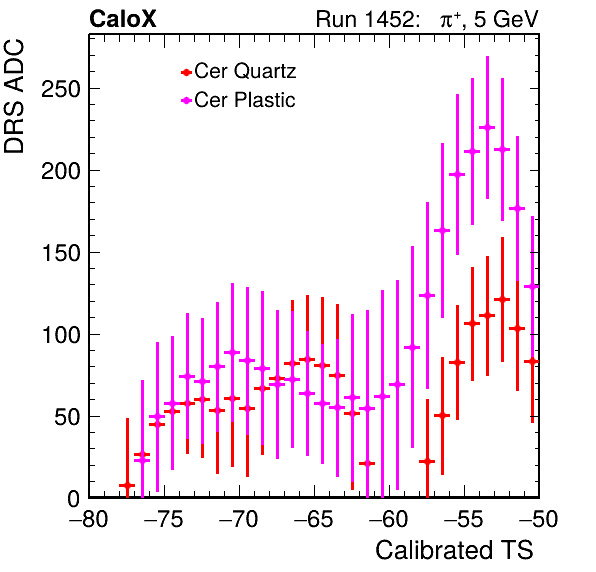 CaloX Run 1452: π⁺, 5 GeV
DRS ADC
Cer Quartz
Cer Plastic
250
200
150
100
50
0
−80 −75 −70 −65 −60 −55 −50
Calibrated TS